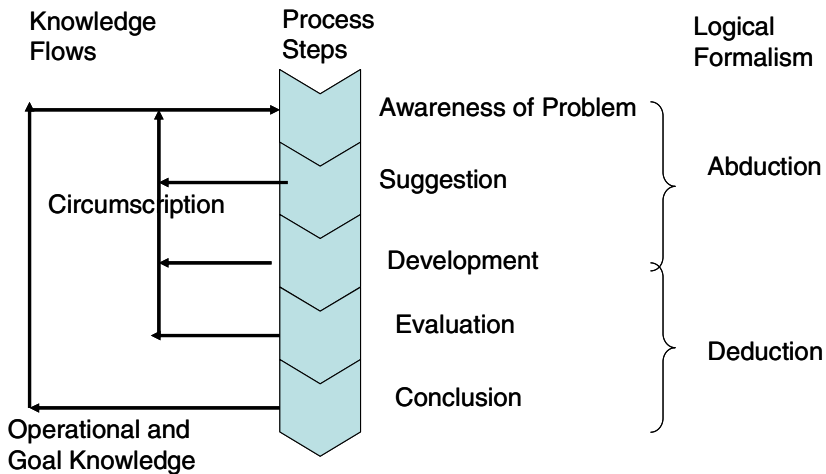 Knowledge
Flows
Process
Steps
Logical
Formalism
Awareness of Problem
Suggestion
Abduction
Circumscription
Development
Evaluation
Deduction
Conclusion
Operational and
Goal Knowledge